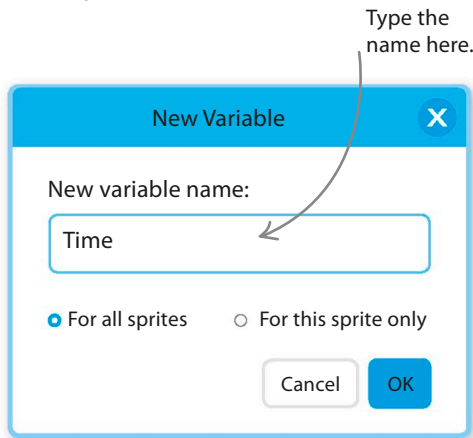 Type the
name here.
New Variable
X
New variable name:
Time
For all sprites For this sprite only
Cancel OK